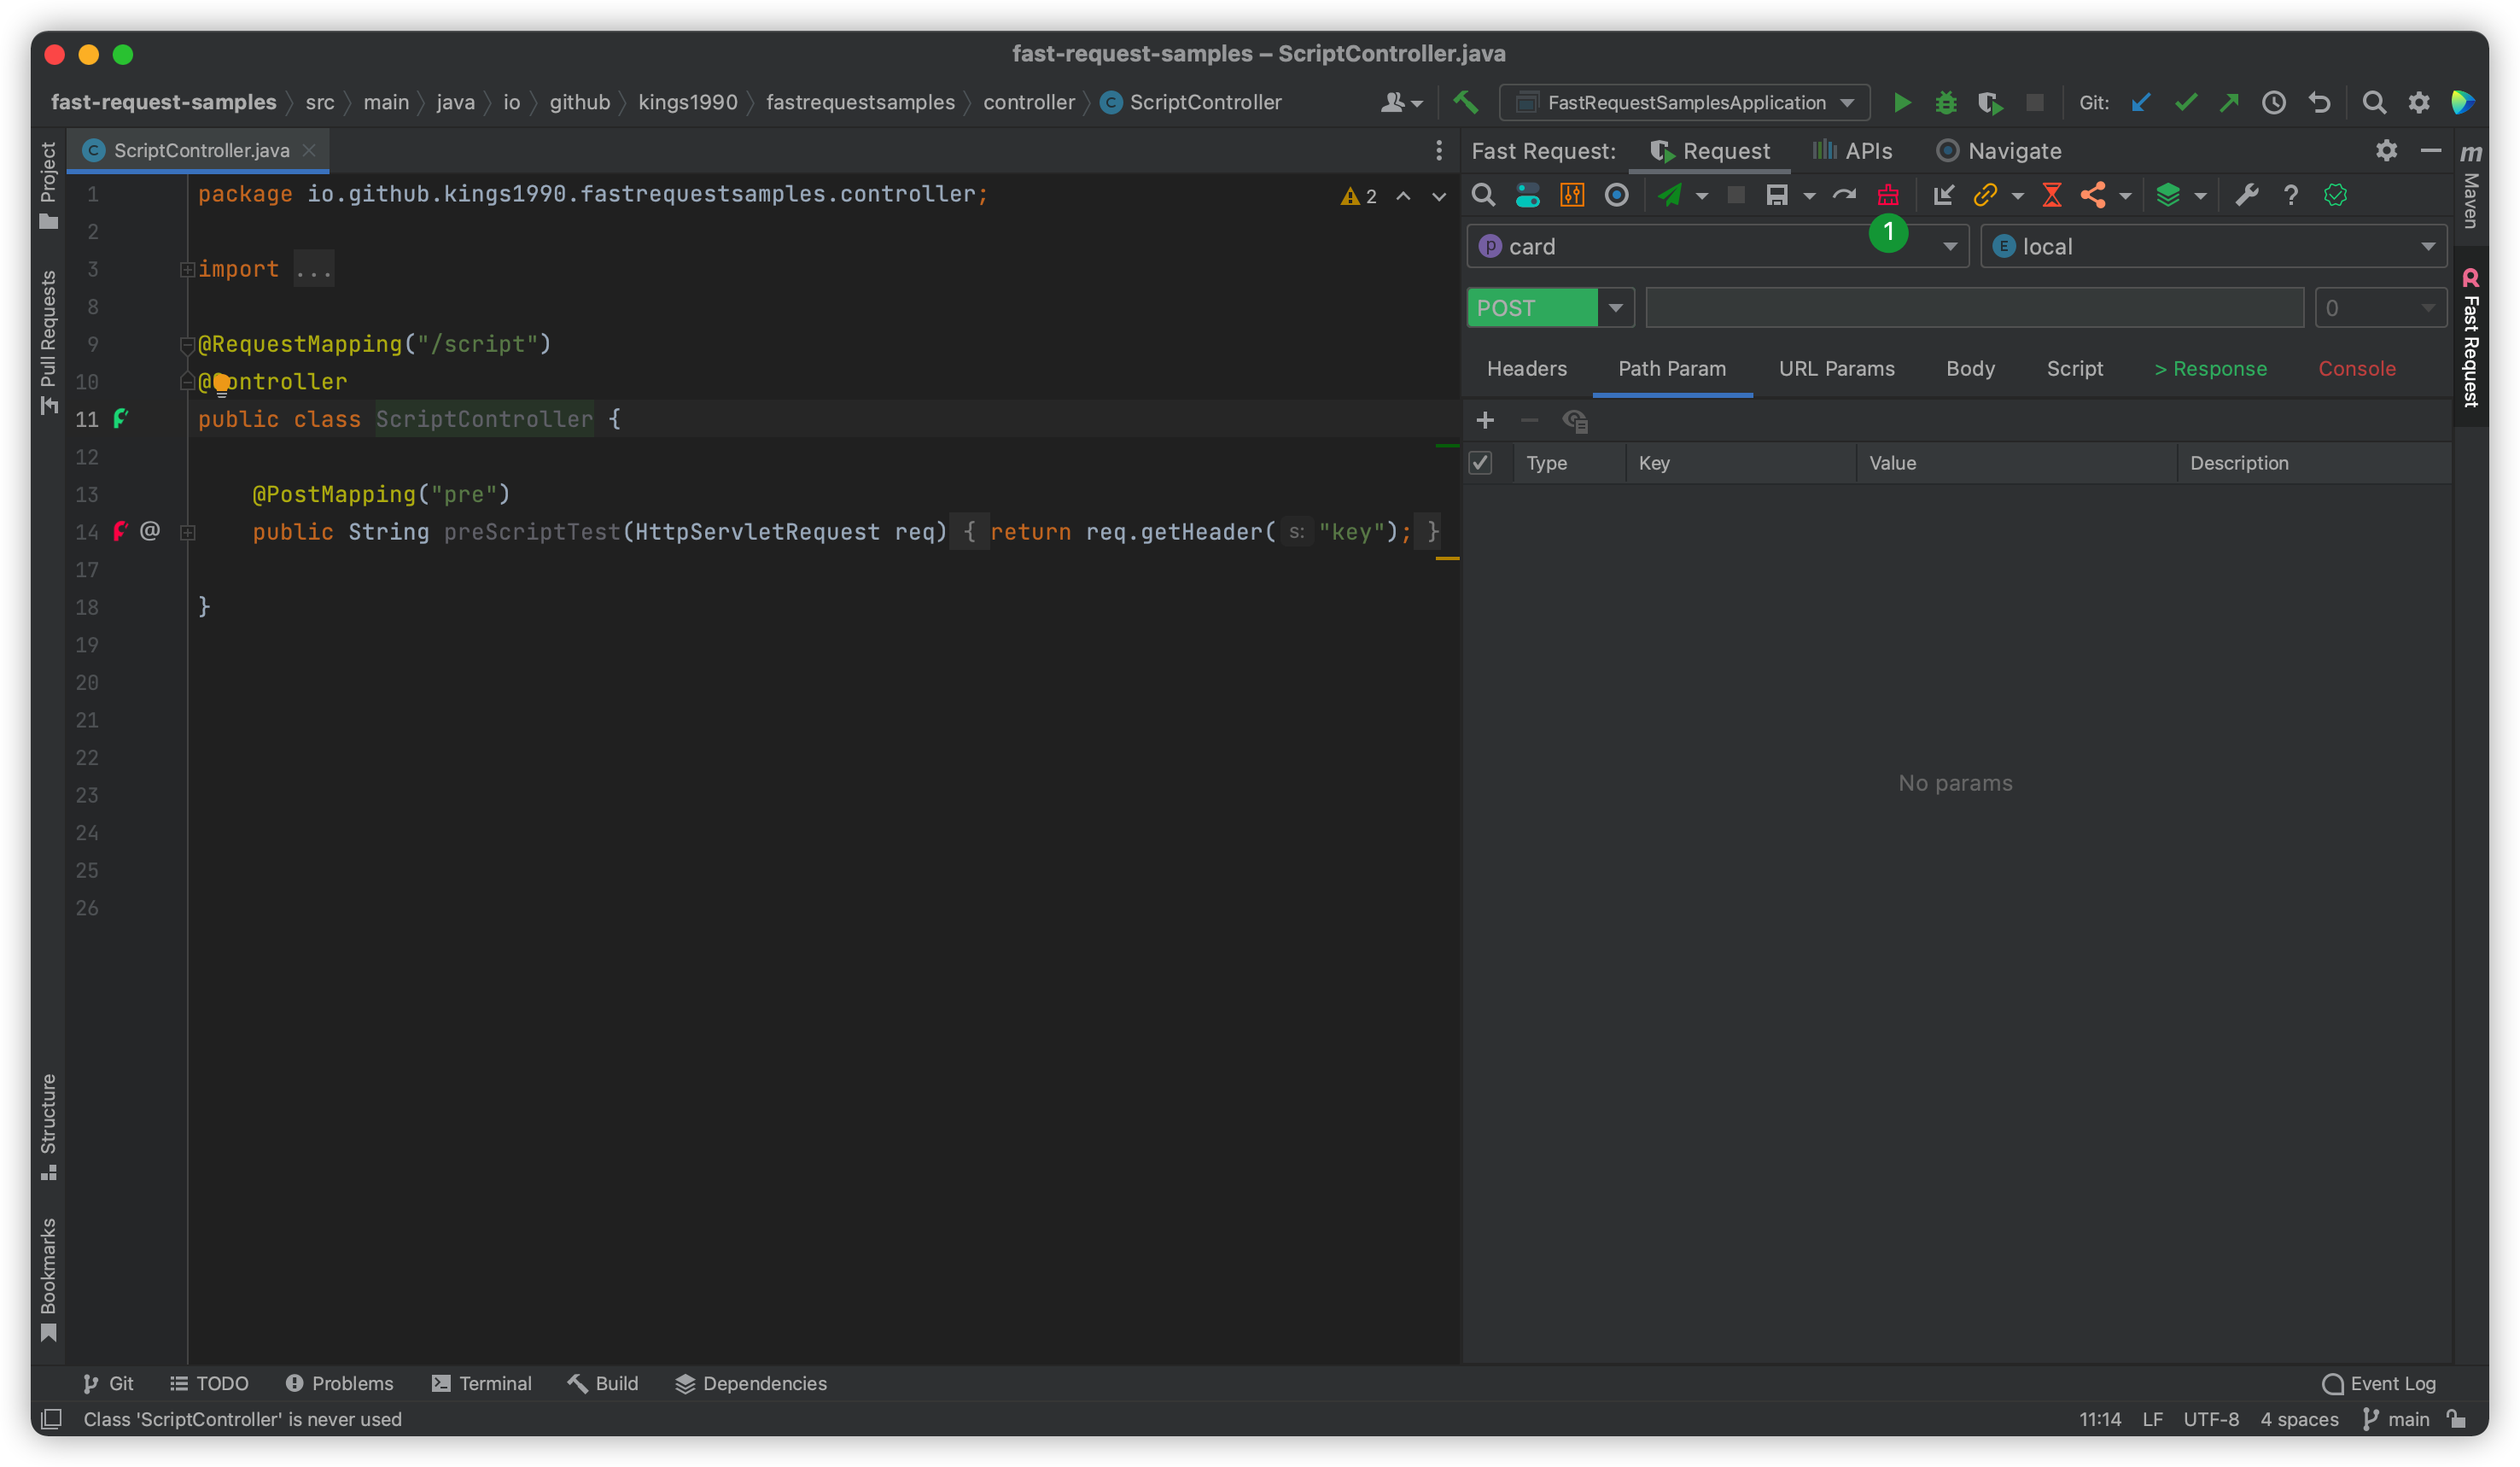 fast-request-samples – ScriptController.java
fast-request-samples src main java io github kings1990 fastrequestsamples controller C ScriptController FastRequestSamplesApplication Git:
Project
Pull Requests
Structure
Bookmarks
C ScriptController.java
1 package io.github.kings1990.fastrequestsamples.controller;
2
3 import ...
8
9 @RequestMapping("/script")
10 @Controller
11 public class ScriptController {
12
13 @PostMapping("pre")
14 @ public String preScriptTest(HttpServletRequest req) { return req.getHeader( s: "key"); }
17
18 }
19
20
21
22
23
24
25
26
2
Fast Request: Request APIs Navigate
?
1
p card E local
POST 0
Headers Path Param URL Params Body Script > Response Console
Type Key Value Description
No params
m Maven
Fast Request
Git TODO Problems Terminal Build Dependencies Event Log
Class 'ScriptController' is never used 11:14 LF UTF-8 4 spaces main